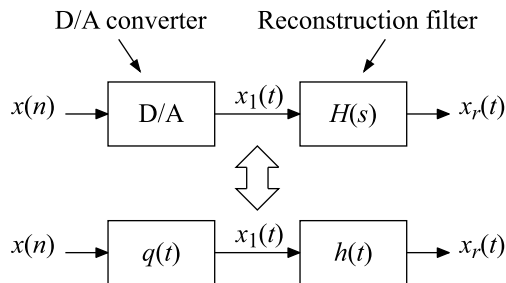 D/A converter Reconstruction filter
x(n) D/A x₁(t) H(s) xᵣ(t)
x(n) q(t) x₁(t) h(t) xᵣ(t)